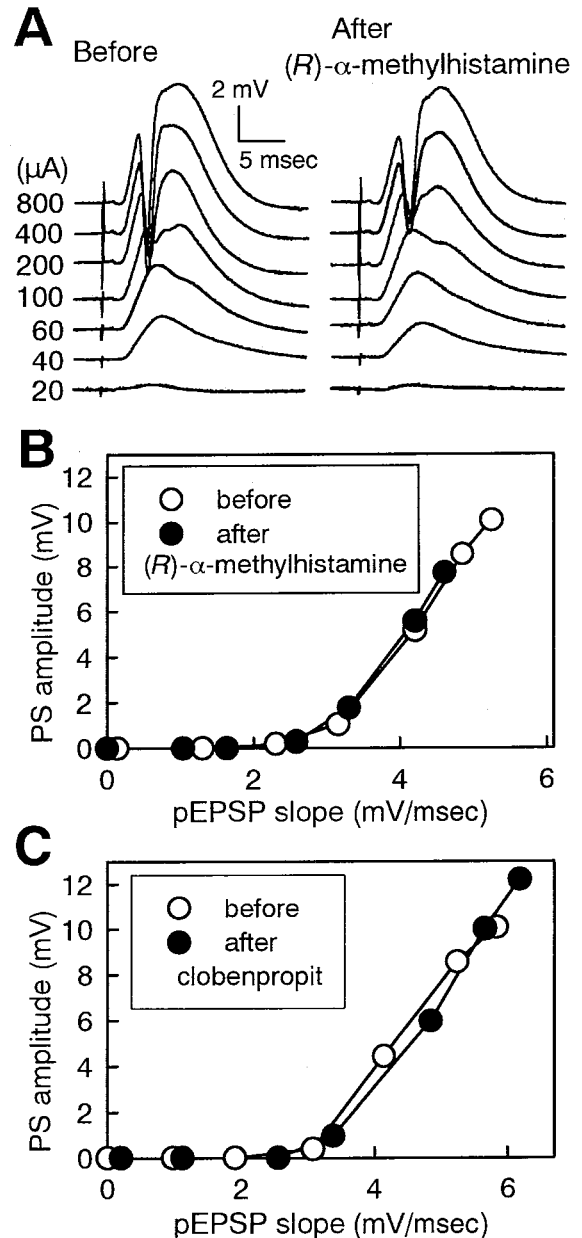 A
Before
After
(R)-α-methylhistamine
2 mV
5 msec
(μA)
800
400
200
100
60
40
20
B
12
10
8
6
4
2
0
PS amplitude (mV)
before
after
(R)-α-methylhistamine
0 2 4 6
pEPSP slope (mV/msec)
C
12
10
8
6
4
2
0
PS amplitude (mV)
before
after
clobenpropit
0 2 4 6
pEPSP slope (mV/msec)